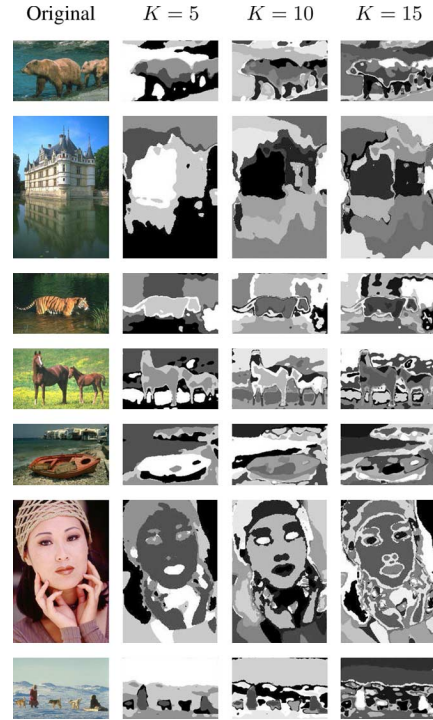 Original K = 5 K = 10 K = 15